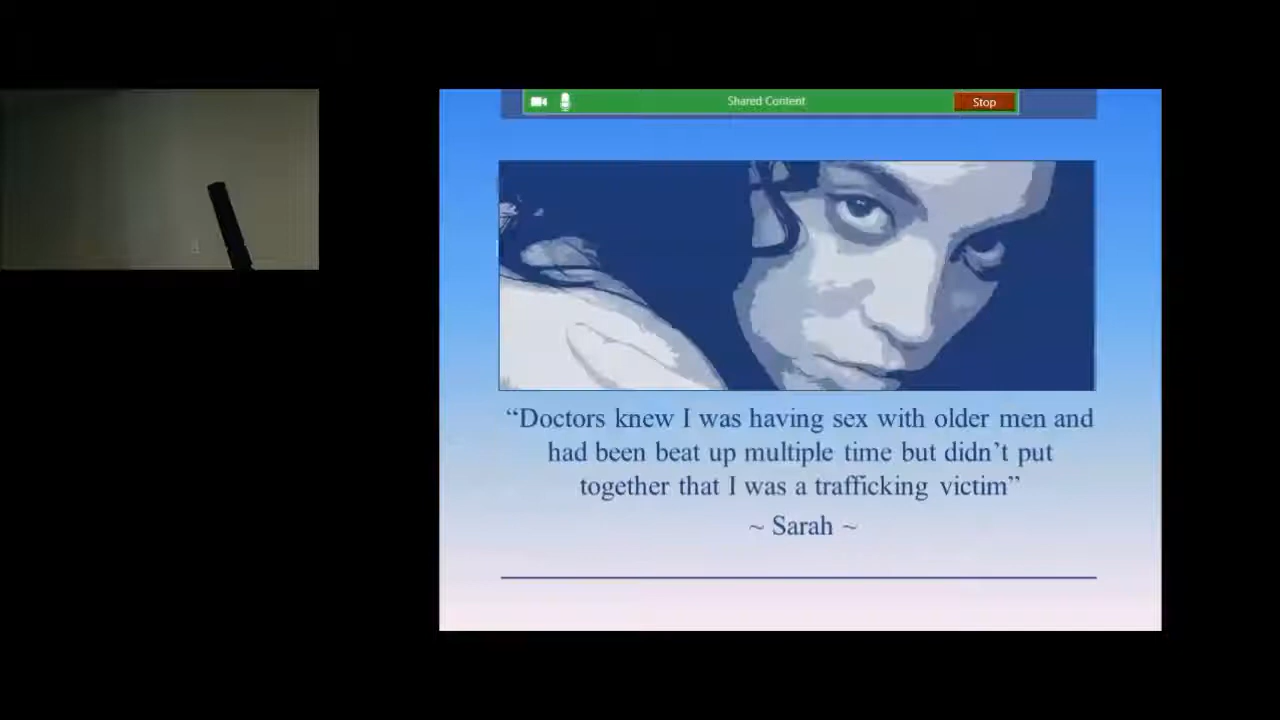 Shared Content
Stop
“Doctors knew I was having sex with older men and
had been beat up multiple time but didn’t put
together that I was a trafficking victim”
~ Sarah ~